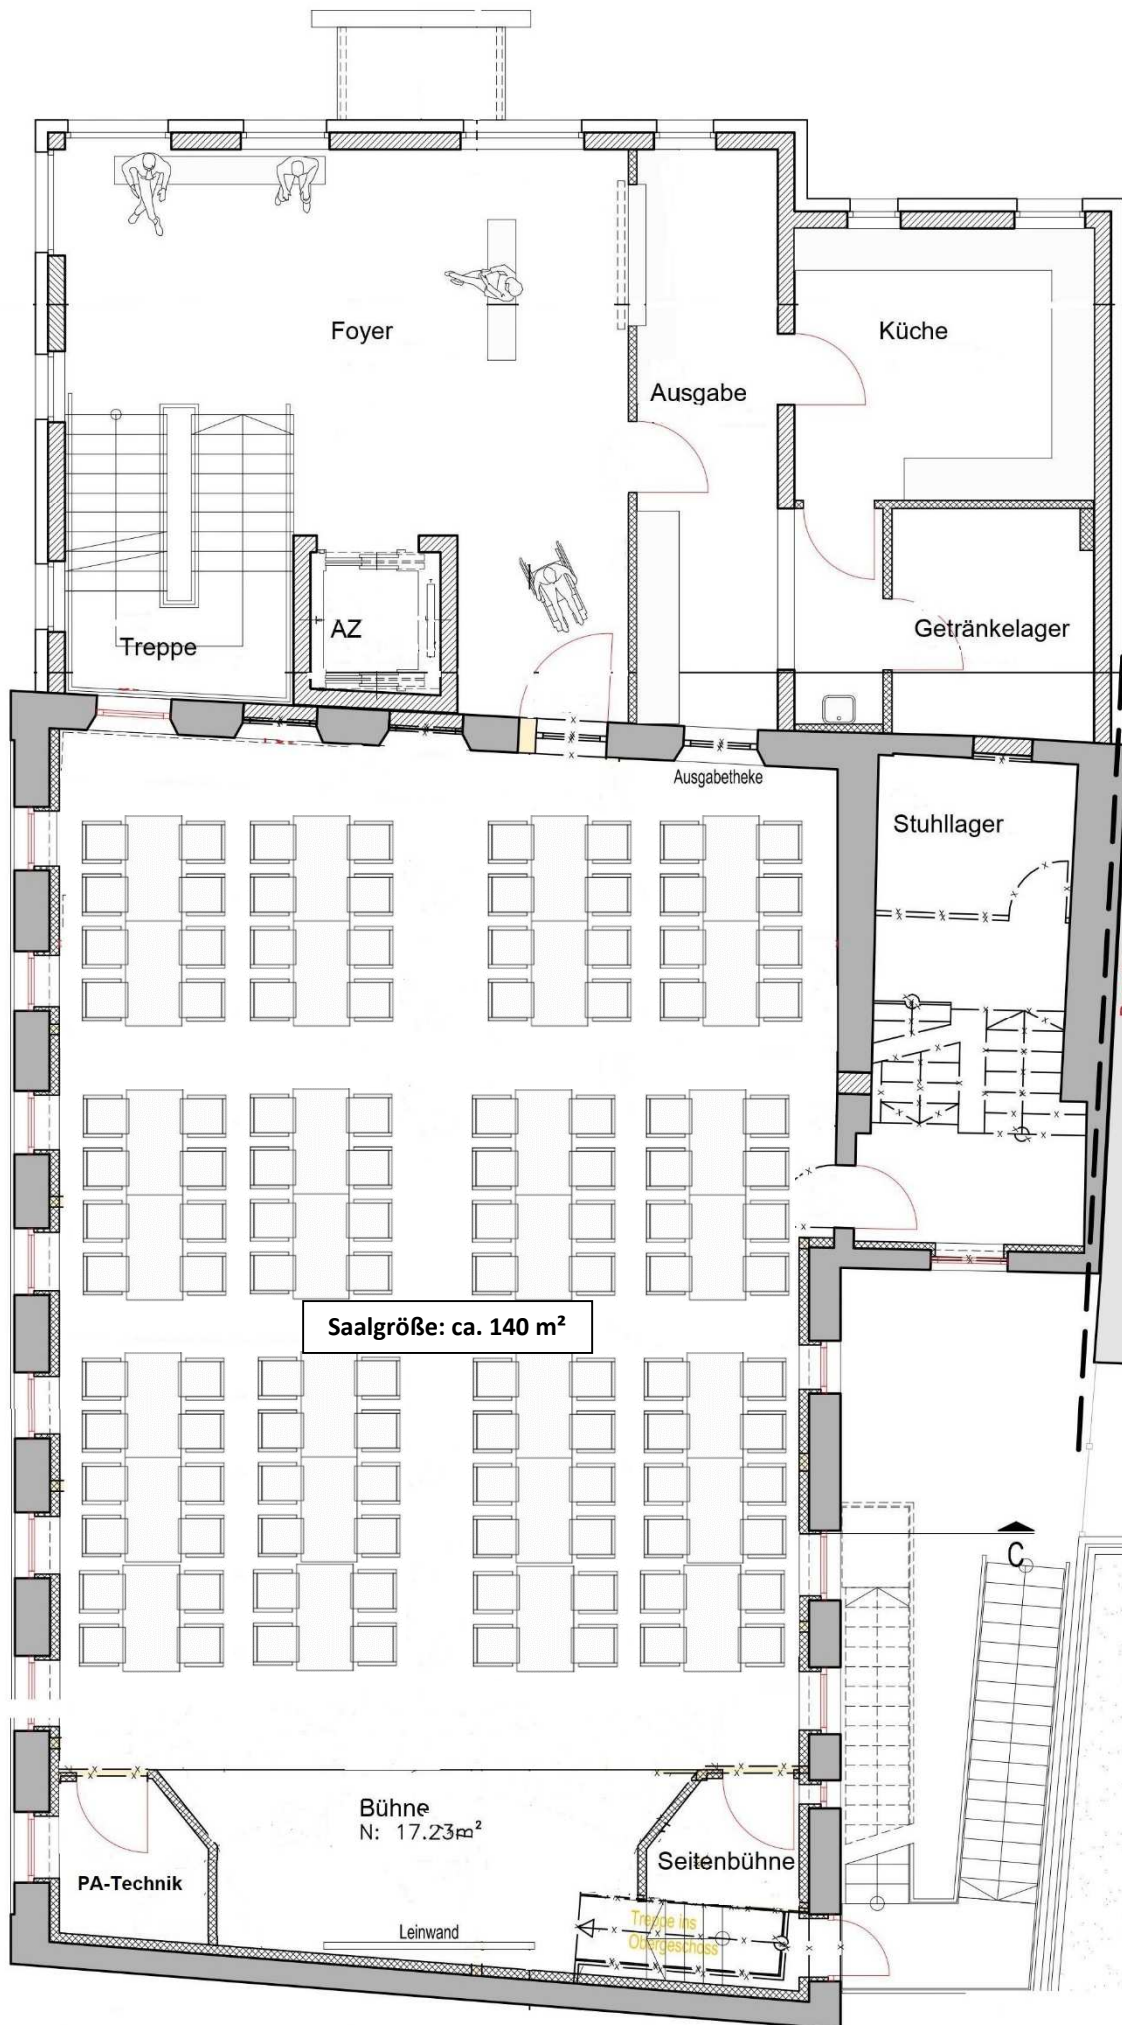 Foyer
Küche
Ausgabe
AZ
Treppe
Getränkelager
Ausgabetheke
Stuhllager
Saalgröße: ca. 140 m²
C
Bühne
N: 17.23m²
PA-Technik
Seitenbühne
Treppe ins
Obergeschoss
Leinwand